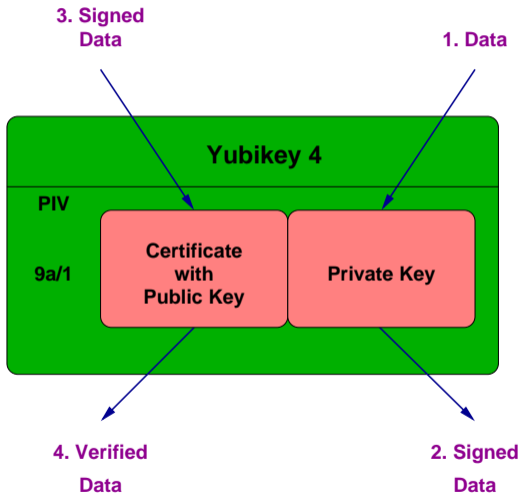 3. Signed
Data
1. Data
Yubikey 4
PIV
9a/1
Certificate
with
Public Key
Private Key
4. Verified
Data
2. Signed
Data